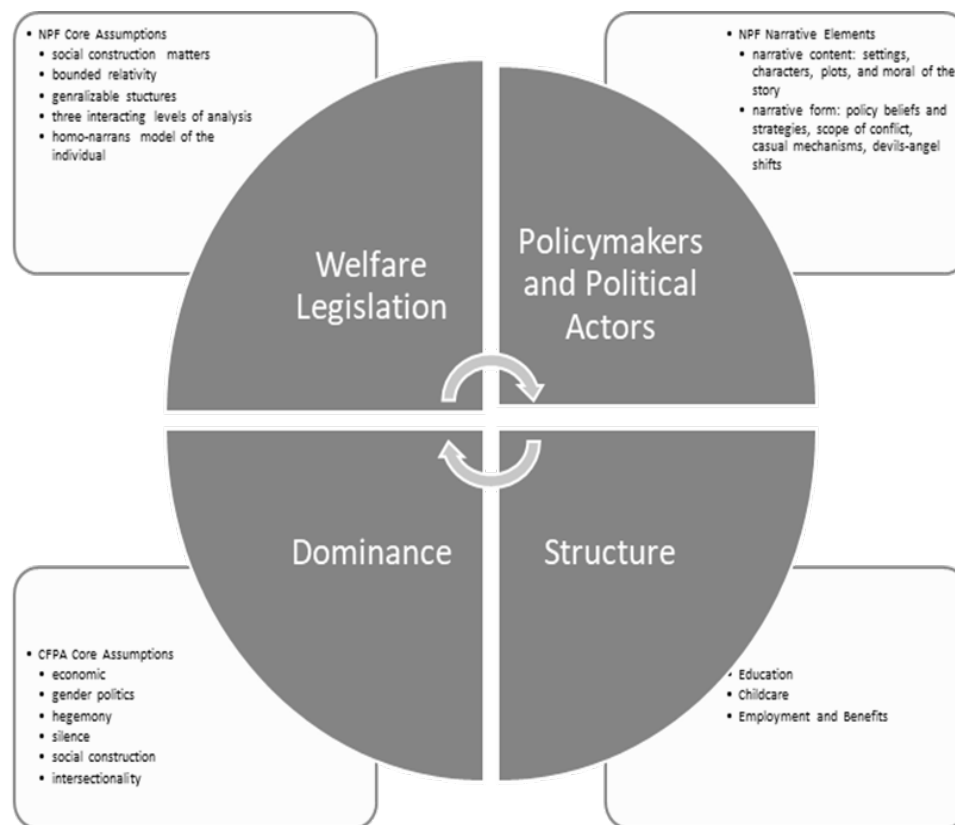 • NPF Core Assumptions
• social construction matters
• bounded relativity
• genralizable stuctures
• three interacting levels of analysis
• homo-narrans model of the
individual
• NPF Narrative Elements
• narrative content: settings,
characters, plots, and moral of the
story
• narrative form: policy beliefs and
strategies, scope of conflict,
casual mechanisms, devils-angel
shifts
Welfare
Legislation
Policymakers
and Political
Actors
Dominance
Structure
• CFPA Core Assumptions
• economic
• gender politics
• hegemony
• silence
• social construction
• intersectionality
• Education
• Childcare
• Employment and Benefits